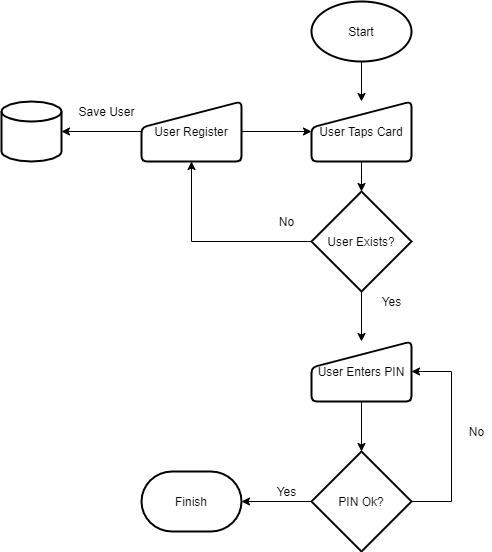 Start
Save User
User Register
User Taps Card
No
User Exists?
Yes
User Enters PIN
No
Yes
PIN Ok?
Finish